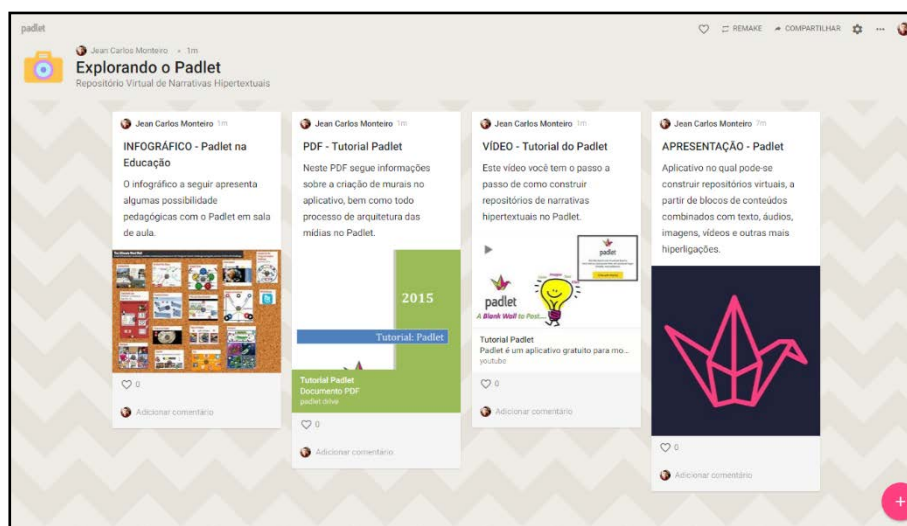 padlet
REMAKE
COMPARTILHAR
Jean Carlos Monteiro • 1m
Explorando o Padlet
Repositório Virtual de Narrativas Hipertextuais
Jean Carlos Monteiro 1m
INFOGRÁFICO - Padlet na
Educação
O infográfico a seguir apresenta
algumas possibilidade
pedagógicas com o Padlet em sala
de aula.
0
Adicionar comentário
Jean Carlos Monteiro 1m
PDF - Tutorial Padlet
Neste PDF segue informações
sobre a criação de murais no
aplicativo, bem como todo
processo de arquitetura das
mídias no Padlet.
2015
Tutorial: Padlet
Tutorial Padlet
Documento PDF
padlet drive
0
Adicionar comentário
Jean Carlos Monteiro 1m
VÍDEO - Tutorial do Padlet
Este vídeo você tem o passo a
passo de como construir
repositórios de narrativas
hipertextuais no Padlet.
padlet
padlet
A Blank Wall to Post....
Tutorial Padlet
Padlet é um aplicativo gratuito para mo...
youtube
0
Adicionar comentário
Jean Carlos Monteiro 7m
APRESENTAÇÃO - Padlet
Aplicativo no qual pode-se
construir repositórios virtuais, a
partir de blocos de conteúdos
combinados com texto, áudios,
imagens, vídeos e outras mais
hiperligações.
0
Adicionar comentário